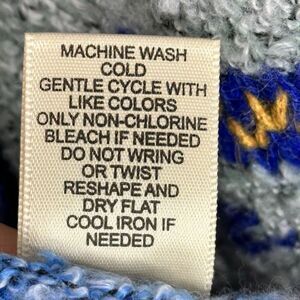 MACHINE WASH
COLD
GENTLE CYCLE WITH
LIKE COLORS
ONLY NON-CHLORINE
BLEACH IF NEEDED
DO NOT WRING
OR TWIST
RESHAPE AND
DRY FLAT
COOL IRON IF
NEEDED